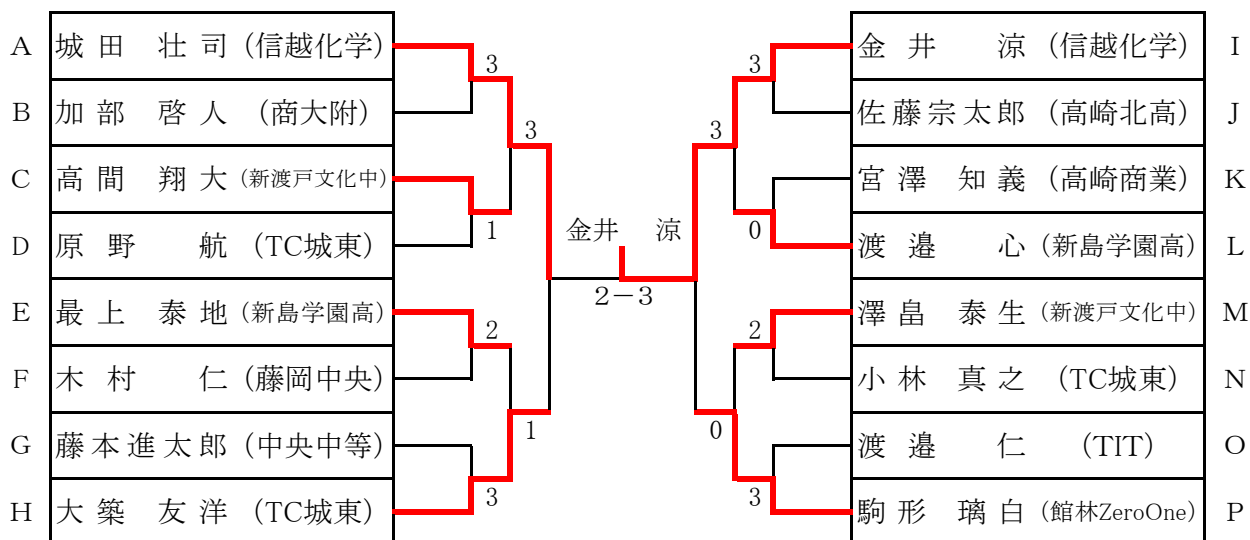 A 城田 壮司 (信越化学)
B 加部 啓人 (商大附)
C 高間 翔大 (新渡戸文化中)
D 原野 航 (TC城東)
E 最上 泰地 (新島学園高)
F 木村 仁 (藤岡中央)
G 藤本進太郎 (中央中等)
H 大築 友洋 (TC城東)
3
3
1
2
1
3
金井 涼
2-3
3
3
0
2
0
3
金井 涼 (信越化学) I
佐藤宗太郎 (高崎北高) J
宮澤 知義 (高崎商業) K
渡邉 心 (新島学園高) L
澤畠 泰生 (新渡戸文化中) M
小林 真之 (TC城東) N
渡邉 仁 (TIT) O
駒形 璃白 (館林ZeroOne) P